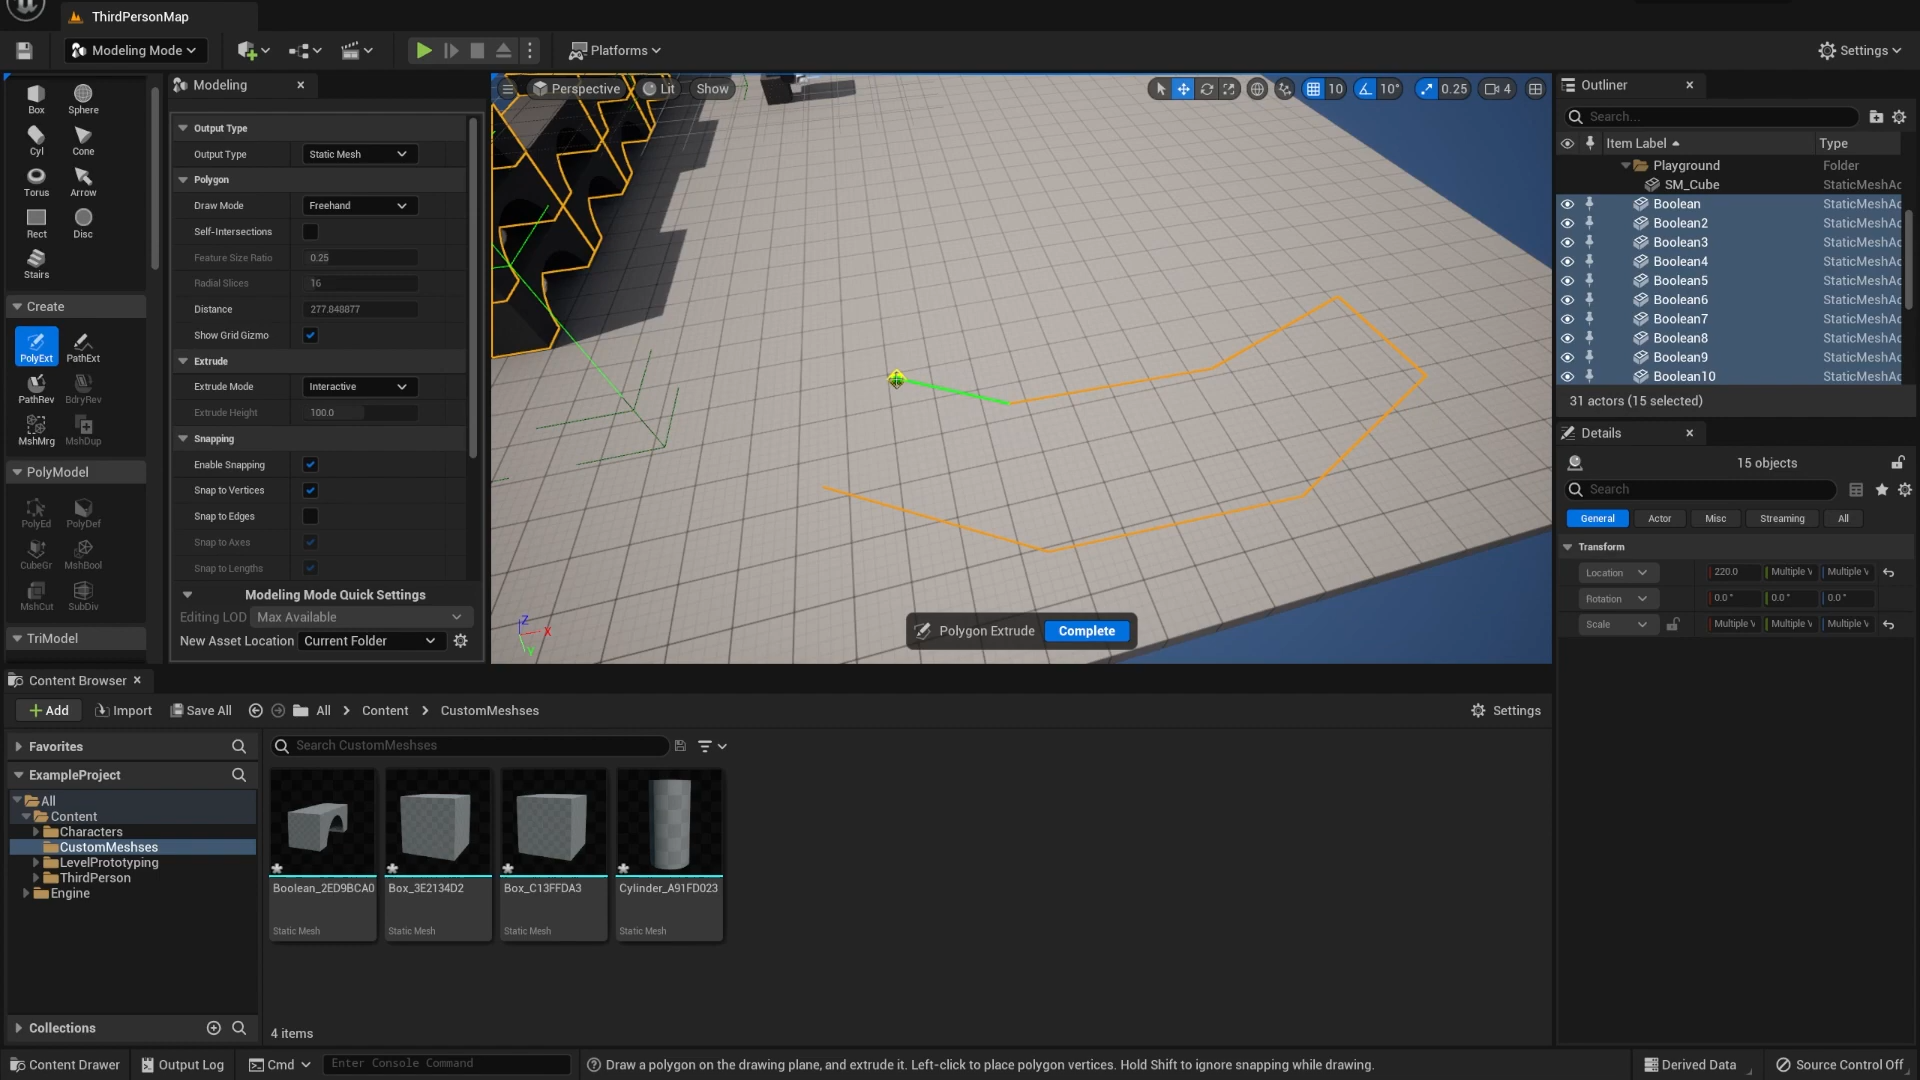 ThirdPersonMap
Modeling Mode
Platforms
Settings
Box
Sphere
Cyl
Cone
Torus
Arrow
Rect
Disc
Stairs
Create
PolyExt
PathExt
PathRev
BdryRev
MshMrg
MshDup
PolyModel
PolyEd
PolyDef
CubeGr
MshBool
MshCut
SubDiv
TriModel
Modeling
Output Type
Output Type
Static Mesh
Polygon
Draw Mode
Freehand
Self-Intersections
Feature Size Ratio
0.25
Radial Slices
16
Distance
277.848877
Show Grid Gizmo
Extrude
Extrude Mode
Interactive
Extrude Height
100.0
Snapping
Enable Snapping
Snap to Vertices
Snap to Edges
Snap to Axes
Snap to Lengths
Modeling Mode Quick Settings
Editing LOD
Max Available
New Asset Location
Current Folder
Perspective
Lit
Show
10
10°
0.25
4
Z
X
Y
Polygon Extrude
Complete
Outliner
Search...
Item Label
Type
Playground
Folder
SM_Cube
StaticMeshAc
Boolean
StaticMeshAc
Boolean2
StaticMeshAc
Boolean3
StaticMeshAc
Boolean4
StaticMeshAc
Boolean5
StaticMeshAc
Boolean6
StaticMeshAc
Boolean7
StaticMeshAc
Boolean8
StaticMeshAc
Boolean9
StaticMeshAc
Boolean10
StaticMeshAc
31 actors (15 selected)
Details
15 objects
Search
General
Actor
Misc
Streaming
All
Transform
Location
220.0
Multiple V
Multiple V
Rotation
0.0 °
0.0 °
0.0 °
Scale
Multiple V
Multiple V
Multiple V
Content Browser
Add
Import
Save All
All
Content
CustomMeshses
Settings
Favorites
ExampleProject
All
Content
Characters
CustomMeshses
LevelPrototyping
ThirdPerson
Engine
Collections
Search CustomMeshses
Boolean_2ED9BCA0
Static Mesh
Box_3E2134D2
Static Mesh
Box_C13FFDA3
Static Mesh
Cylinder_A91FD023
Static Mesh
4 items
Content Drawer
Output Log
Cmd
Enter Console Command
Draw a polygon on the drawing plane, and extrude it. Left-click to place polygon vertices. Hold Shift to ignore snapping while drawing.
Derived Data
Source Control Off